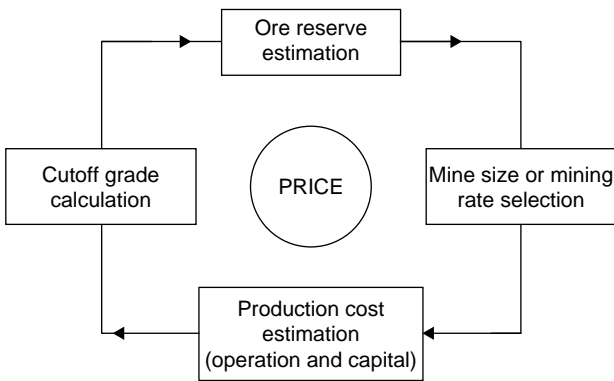 Ore reserve
estimation
Cutoff grade
calculation
PRICE
Mine size or mining
rate selection
Production cost
estimation
(operation and capital)